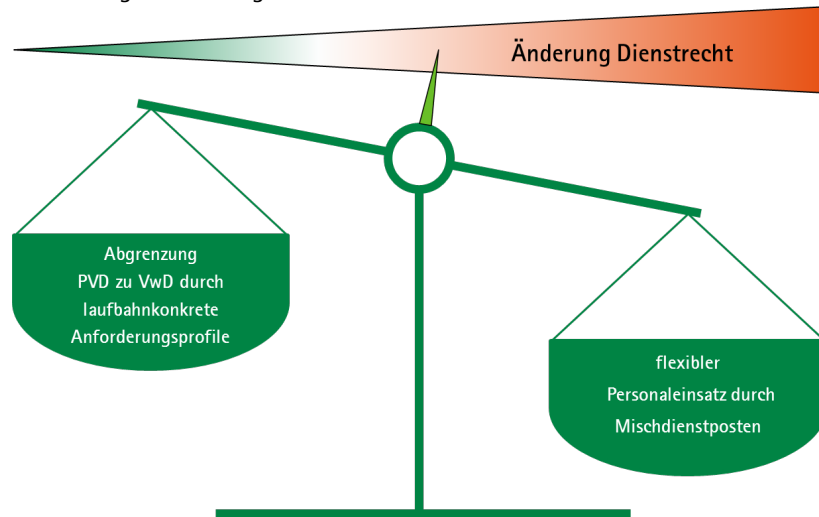 Änderung Dienstrecht
Abgrenzung
PVD zu VwD durch
laufbahnkonkrete
Anforderungsprofile
flexibler
Personaleinsatz durch
Mischdienstposten